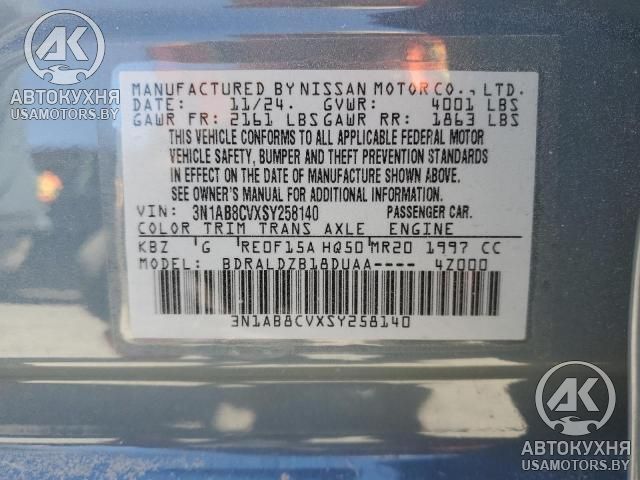 AK
АВТОКУХНЯ
USAMOTORS.BY
MANUFACTURED BY NISSAN MOTOR CO., LTD.
DATE: 11/24. GVWR: 4001 LBS
GAWR FR: 2161 LBS GAWR RR: 1863 LBS
THIS VEHICLE CONFORMS TO ALL APPLICABLE FEDERAL MOTOR
VEHICLE SAFETY, BUMPER AND THEFT PREVENTION STANDARDS
IN EFFECT ON THE DATE OF MANUFACTURE SHOWN ABOVE.
SEE OWNER'S MANUAL FOR ADDITIONAL INFORMATION.
VIN: 3N1AB8CVXSY258140 PASSENGER CAR.
COLOR TRIM TRANS AXLE ENGINE
KBZ G RE0F15A HQ50 MR20 1997 CC
MODEL: BDRALDZB18DUAA---- 4Z000
3N1AB8CVXSY258140
AK
АВТОКУХНЯ
USAMOTORS.BY